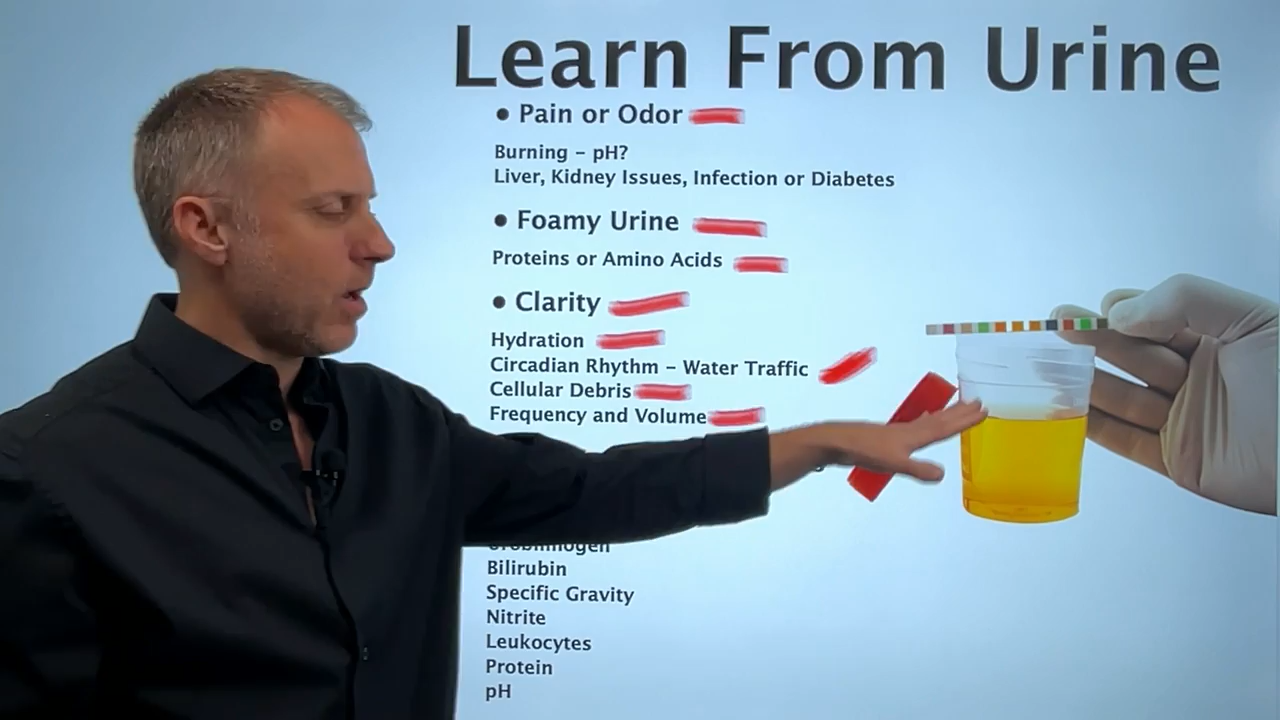 Learn From Urine
• Pain or Odor
Burning – pH?
Liver, Kidney Issues, Infection or Diabetes
• Foamy Urine
Proteins or Amino Acids
• Clarity
Hydration
Circadian Rhythm – Water Traffic
Cellular Debris
Frequency and Volume
Bilirubin
Specific Gravity
Nitrite
Leukocytes
Protein
pH